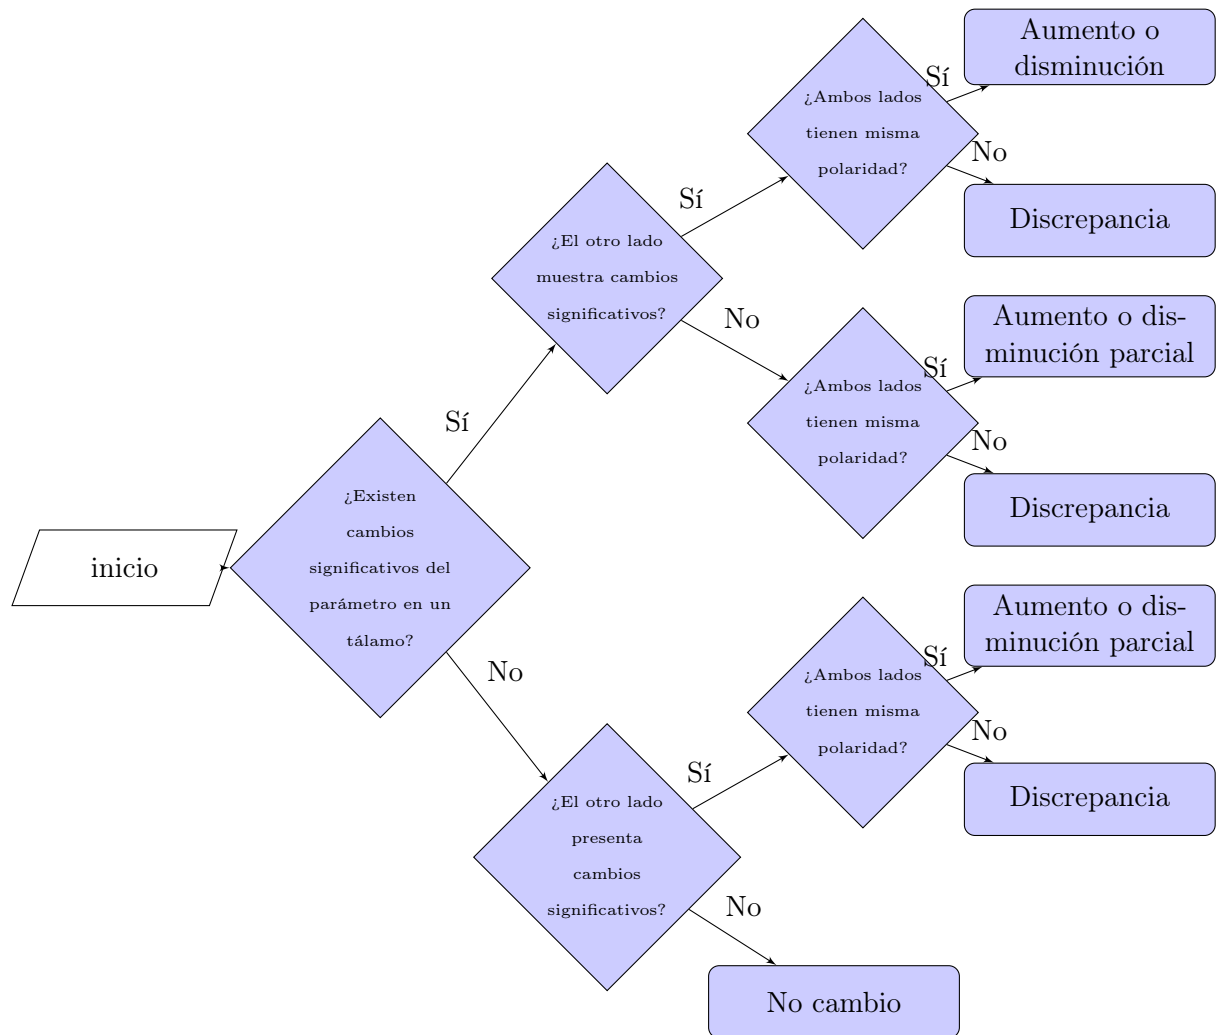 inicio
¿Existen
cambios
significativos del
parámetro en un
tálamo?
Sí
No
¿El otro lado
muestra cambios
significativos?
Sí
No
¿Ambos lados
tienen misma
polaridad?
Sí
No
Aumento o
disminución
Discrepancia
¿Ambos lados
tienen misma
polaridad?
Sí
No
Aumento o dis-
minución parcial
Discrepancia
¿El otro lado
presenta
cambios
significativos?
Sí
No
¿Ambos lados
tienen misma
polaridad?
Sí
No
Aumento o dis-
minución parcial
Discrepancia
No cambio